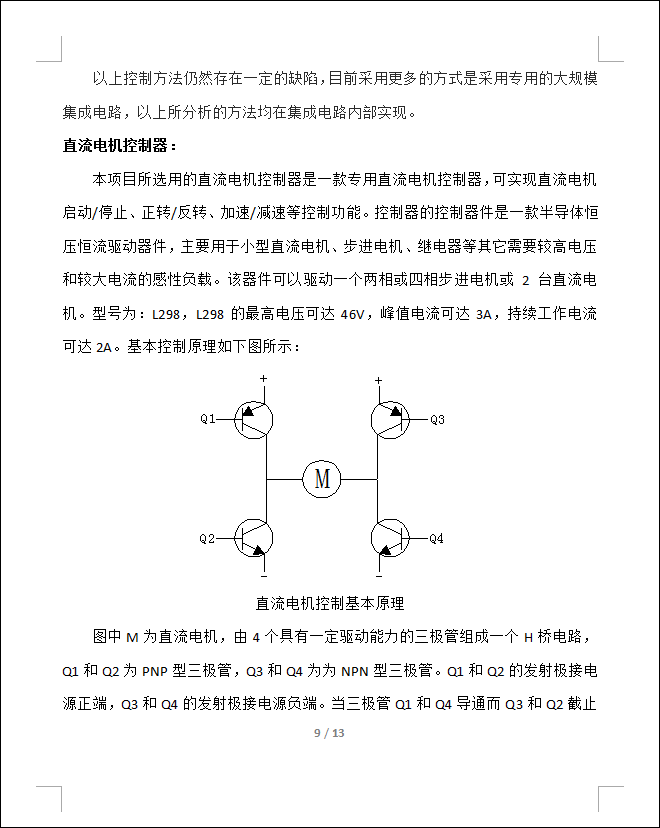 以上控制方法仍然存在一定的缺陷，目前采用更多的方式是采用专用的大规模
集成电路，以上所分析的方法均在集成电路内部实现。
直流电机控制器：
本项目所选用的直流电机控制器是一款专用直流电机控制器，可实现直流电机
启动/停止、正转/反转、加速/减速等控制功能。控制器的控制器件是一款半导体恒
压恒流驱动器件，主要用于小型直流电机、步进电机、继电器等其它需要较高电压
和较大电流的感性负载。该器件可以驱动一个两相或四相步进电机或 2 台直流电
机。型号为：L298，L298 的最高电压可达 46V，峰值电流可达 3A，持续工作电流
可达 2A。基本控制原理如下图所示：
+ +
Q1 Q3
M
Q2 Q4
- -
直流电机控制基本原理
图中 M 为直流电机，由 4 个具有一定驱动能力的三极管组成一个 H 桥电路，
Q1 和 Q2 为 PNP 型三极管，Q3 和 Q4 为为 NPN 型三极管。Q1 和 Q2 的发射极接电
源正端，Q3 和 Q4 的发射极接电源负端。当三极管 Q1 和 Q4 导通而 Q3 和 Q2 截止
9 / 13